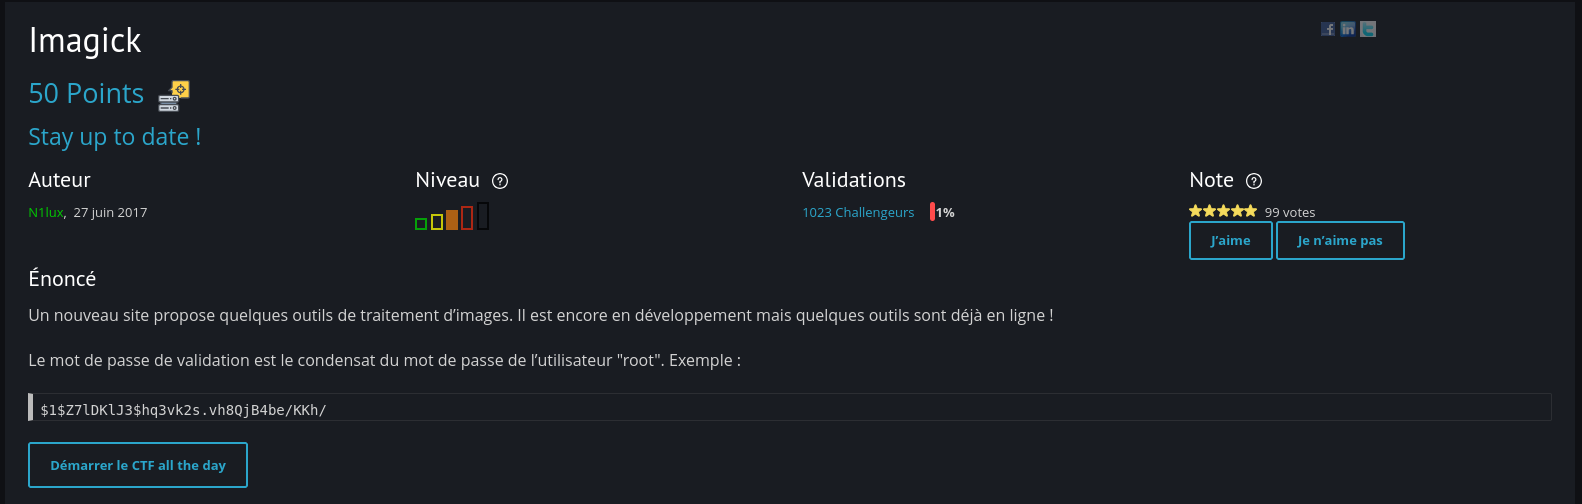 Imagick
50 Points
Stay up to date !
Auteur
Niveau ?
Validations
Note ?
N1lux, 27 juin 2017
1023 Challengeurs 1%
99 votes
J'aime
Je n'aime pas
Énoncé
Un nouveau site propose quelques outils de traitement d'images. Il est encore en développement mais quelques outils sont déjà en ligne !
Le mot de passe de validation est le condensat du mot de passe de l'utilisateur "root". Exemple :
$1$Z7lDKlJ3$hq3vk2s.vh8QjB4be/KKh/
Démarrer le CTF all the day